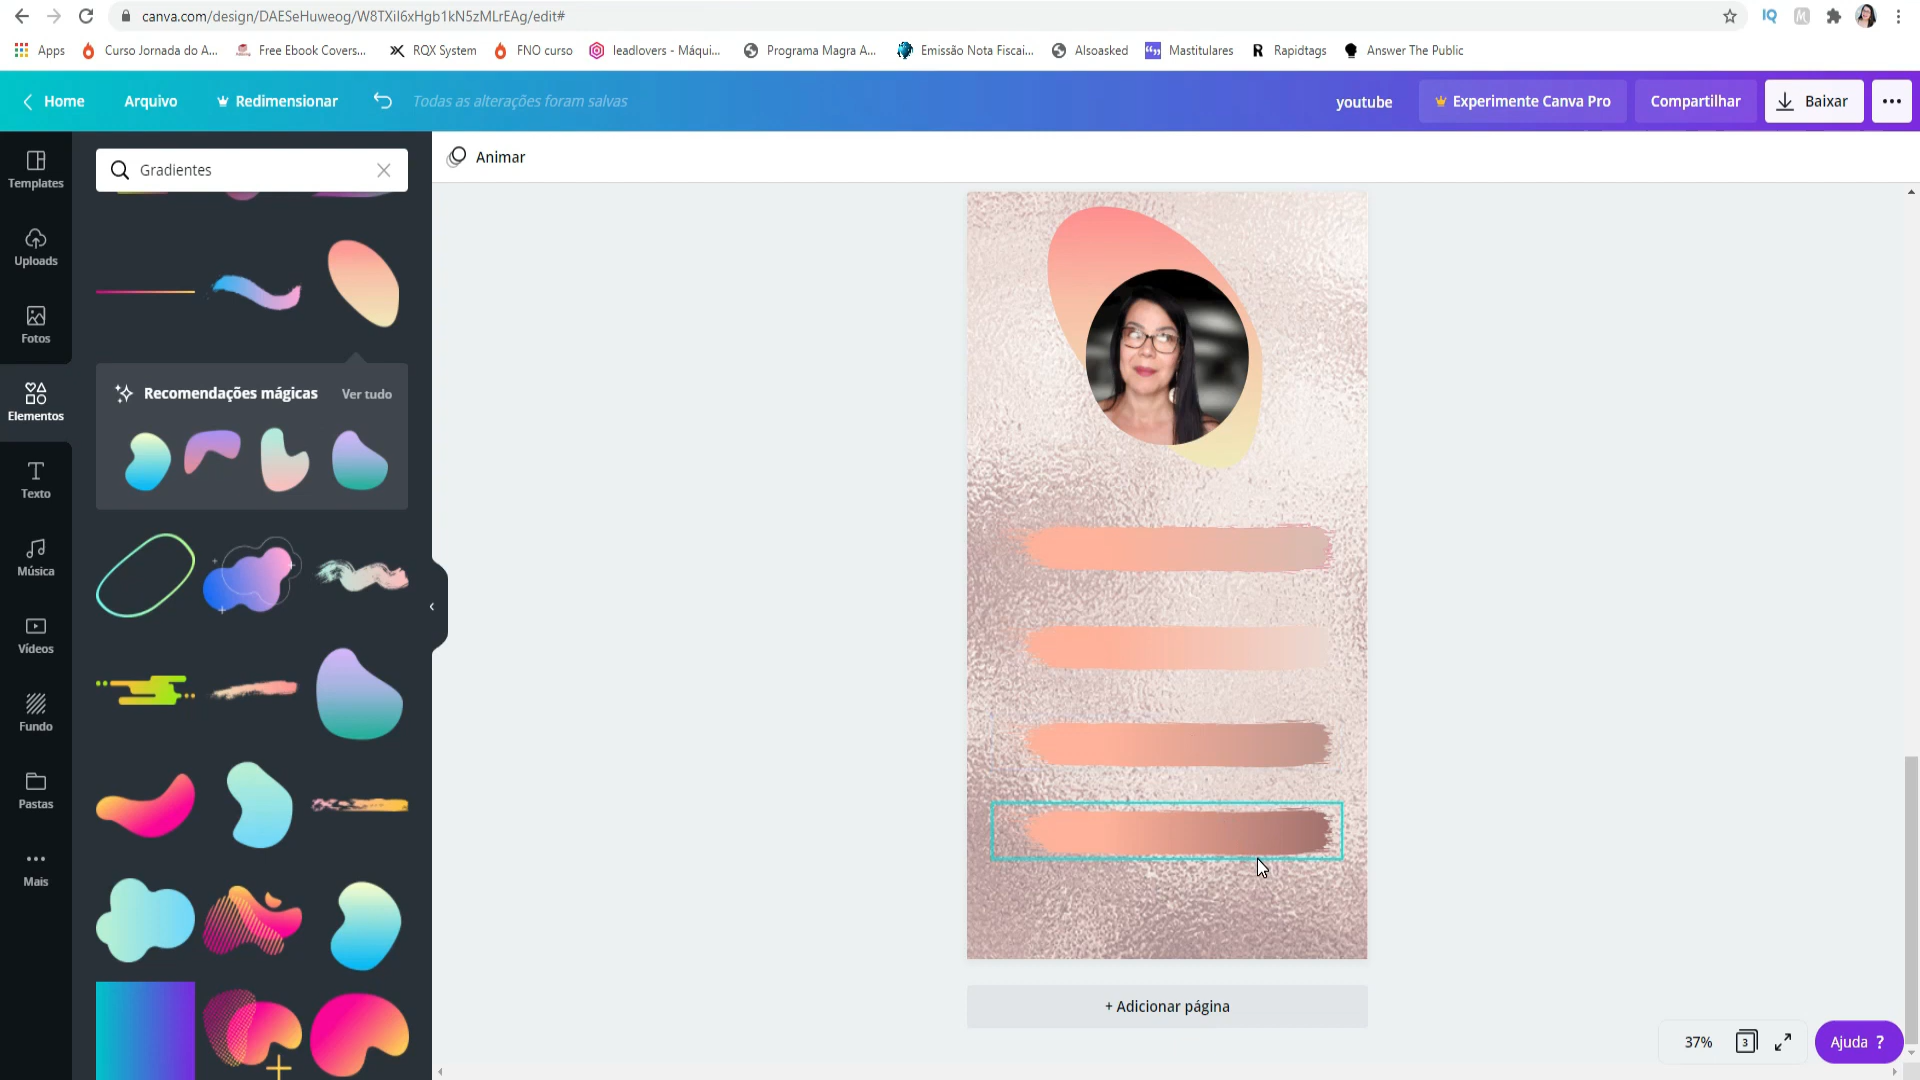 canva.com/design/DAESeHuweog/W8TXil6xHgb1kN5zMLrEAg/edit#
Apps
Curso Jornada do A...
Free Ebook Covers...
RQX System
FNO curso
leadlovers - Máqui...
Programa Magra A...
Emissão Nota Fiscai...
Alsoasked
Mastitulares
Rapidtags
Answer The Public
Home
Arquivo
Redimensionar
Todas as alterações foram salvas
youtube
Experimente Canva Pro
Compartilhar
Baixar
Templates
Uploads
Fotos
Elementos
Texto
Música
Vídeos
Fundo
Pastas
Mais
Gradientes
Recomendações mágicas
Ver tudo
Animar
+ Adicionar página
37%
3
Ajuda ?